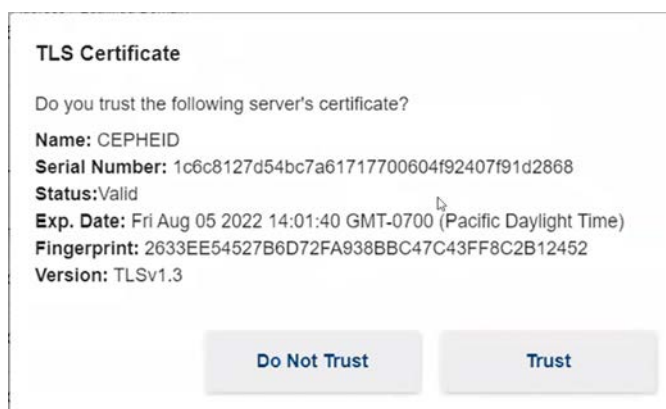 TLS Certificate
Do you trust the following server's certificate?
Name: CEPHEID
Serial Number: 1c6c8127d54bc7a61717700604f92407f91d2868
Status:Valid
Exp. Date: Fri Aug 05 2022 14:01:40 GMT-0700 (Pacific Daylight Time)
Fingerprint: 2633EE54527B6D72FA938BBC47C43FF8C2B12452
Version: TLSv1.3
Do Not Trust
Trust